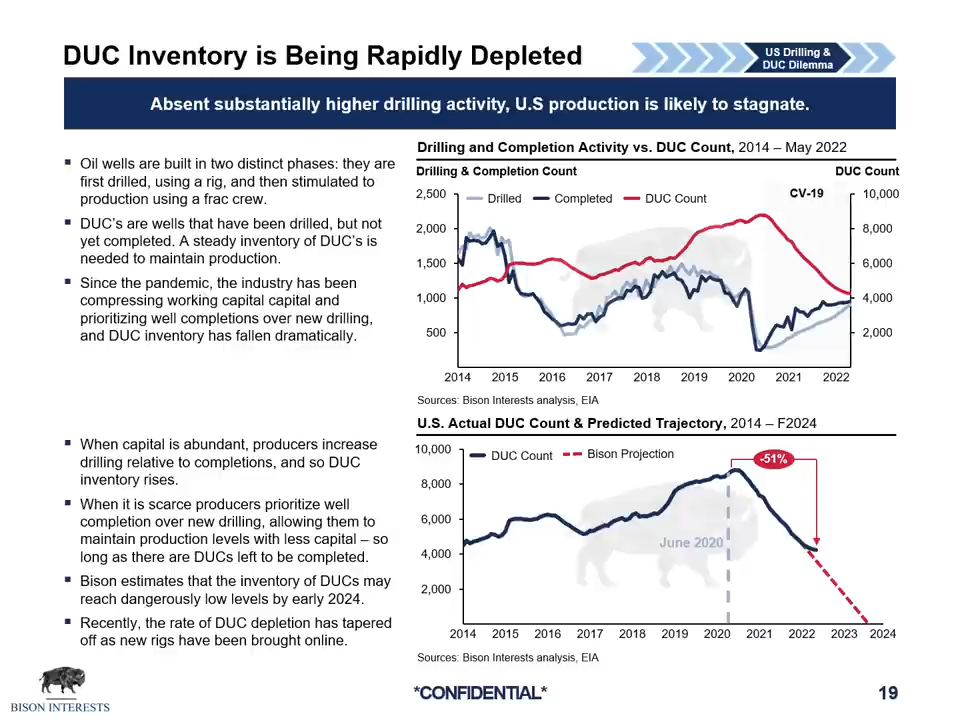 DUC Inventory is Being Rapidly Depleted
US Drilling &
DUC Dilemma
Absent substantially higher drilling activity, U.S production is likely to stagnate.
▪ Oil wells are built in two distinct phases: they are
first drilled, using a rig, and then stimulated to
production using a frac crew.
▪ DUC’s are wells that have been drilled, but not
yet completed. A steady inventory of DUC’s is
needed to maintain production.
▪ Since the pandemic, the industry has been
compressing working capital capital and
prioritizing well completions over new drilling,
and DUC inventory has fallen dramatically.
Drilling and Completion Activity vs. DUC Count, 2014 – May 2022
Drilling & Completion Count
DUC Count
2,500
2,000
1,500
1,000
500
Drilled
Completed
DUC Count
CV-19
10,000
8,000
6,000
4,000
2,000
2014 2015 2016 2017 2018 2019 2020 2021 2022
Sources: Bison Interests analysis, EIA
▪ When capital is abundant, producers increase
drilling relative to completions, and so DUC
inventory rises.
▪ When it is scarce producers prioritize well
completion over new drilling, allowing them to
maintain production levels with less capital – so
long as there are DUCs left to be completed.
▪ Bison estimates that the inventory of DUCs may
reach dangerously low levels by early 2024.
▪ Recently, the rate of DUC depletion has tapered
off as new rigs have been brought online.
U.S. Actual DUC Count & Predicted Trajectory, 2014 – F2024
10,000
8,000
6,000
4,000
2,000
DUC Count
Bison Projection
-51%
June 2020
2014 2015 2016 2017 2018 2019 2020 2021 2022 2023 2024
Sources: Bison Interests analysis, EIA
BISON INTERESTS
*CONFIDENTIAL*
19